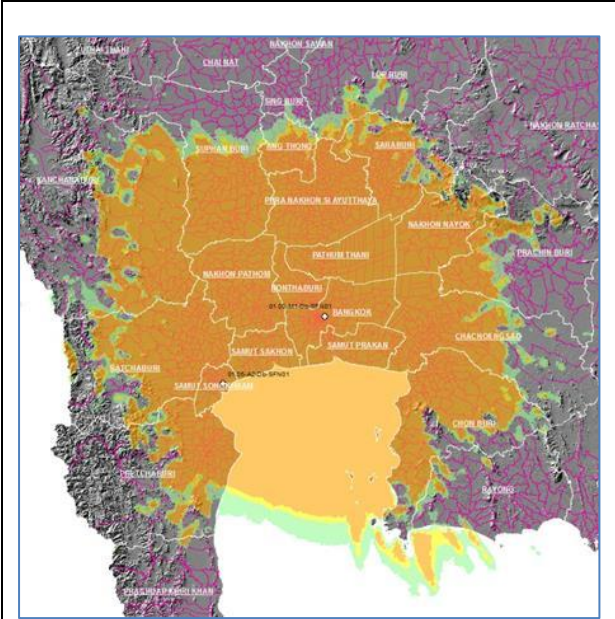 NAKHON SAWAN
UTHAI THANI
CHAI NAT
LOP BURI
SING BURI
NAKHON RATCHAS
SUPHAN BURI
ANG THONG
SARABURI
KANCHANABURI
PHRA NAKHON SI AYUTTHAYA
NAKHON NAYOK
PATHUM THANI
PRACHIN BURI
NAKHON PATHOM
NONTHABURI
BANGKOK
SAMUT SAKHON
SAMUT PRAKAN
CHACHOENGSAO
RATCHABURI
SAMUT SONGKHRAM
CHON BURI
PHETCHABURI
RAYONG
PRACHUAP KHIRI KHAN